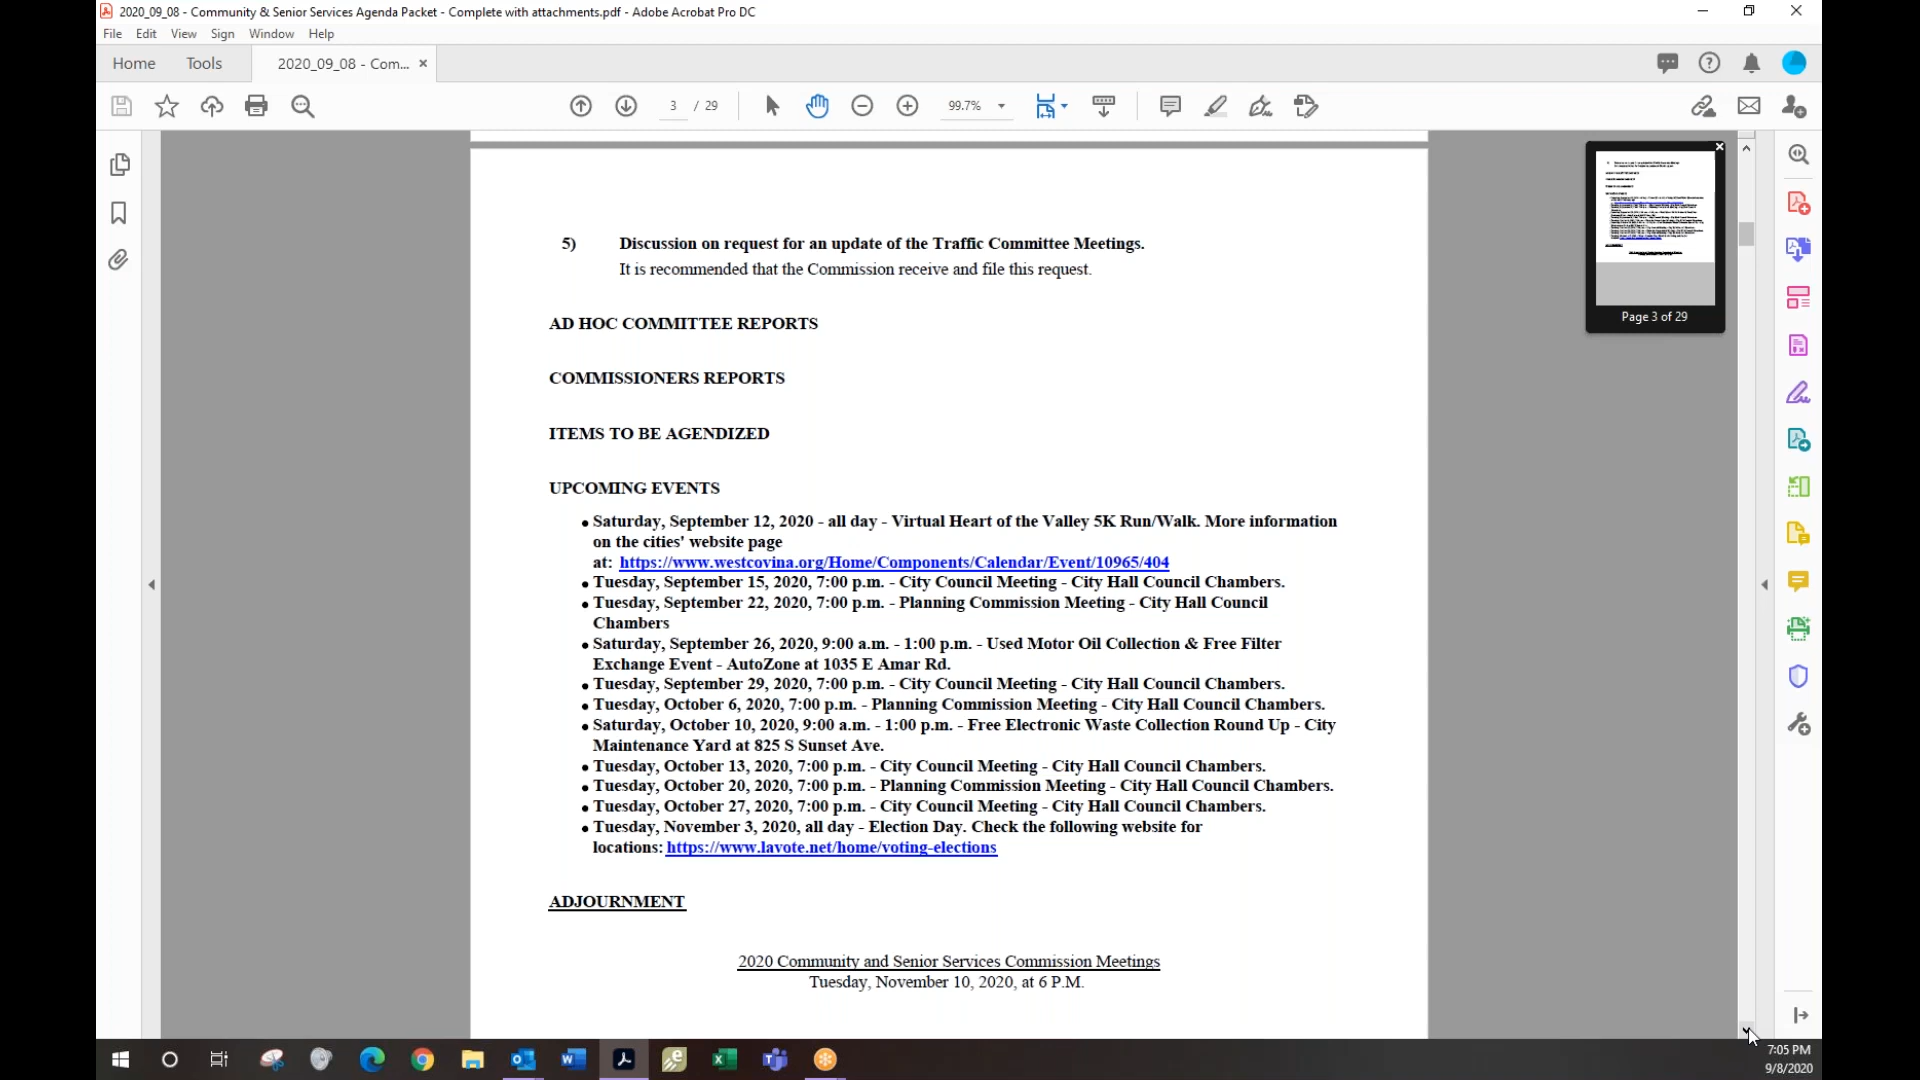 2020_09_08 - Community & Senior Services Agenda Packet - Complete with attachments.pdf - Adobe Acrobat Pro DC
File Edit View Sign Window Help
Home Tools 2020_09_08 - Com... ×
3 / 29 99.7%
5) Discussion on request for an update of the Traffic Committee Meetings.
It is recommended that the Commission receive and file this request.
Page 3 of 29
AD HOC COMMITTEE REPORTS
COMMISSIONERS REPORTS
ITEMS TO BE AGENDIZED
UPCOMING EVENTS
• Saturday, September 12, 2020 - all day - Virtual Heart of the Valley 5K Run/Walk. More information
on the cities' website page
at: https://www.westcovina.org/Home/Components/Calendar/Event/10965/404
• Tuesday, September 15, 2020, 7:00 p.m. - City Council Meeting - City Hall Council Chambers.
• Tuesday, September 22, 2020, 7:00 p.m. - Planning Commission Meeting - City Hall Council
Chambers
• Saturday, September 26, 2020, 9:00 a.m. - 1:00 p.m. - Used Motor Oil Collection & Free Filter
Exchange Event - AutoZone at 1035 E Amar Rd.
• Tuesday, September 29, 2020, 7:00 p.m. - City Council Meeting - City Hall Council Chambers.
• Tuesday, October 6, 2020, 7:00 p.m. - Planning Commission Meeting - City Hall Council Chambers.
• Saturday, October 10, 2020, 9:00 a.m. - 1:00 p.m. - Free Electronic Waste Collection Round Up - City
Maintenance Yard at 825 S Sunset Ave.
• Tuesday, October 13, 2020, 7:00 p.m. - City Council Meeting - City Hall Council Chambers.
• Tuesday, October 20, 2020, 7:00 p.m. - Planning Commission Meeting - City Hall Council Chambers.
• Tuesday, October 27, 2020, 7:00 p.m. - City Council Meeting - City Hall Council Chambers.
• Tuesday, November 3, 2020, all day - Election Day. Check the following website for
locations: https://www.lavote.net/home/voting-elections
ADJOURNMENT
2020 Community and Senior Services Commission Meetings
Tuesday, November 10, 2020, at 6 P.M.
7:05 PM
9/8/2020